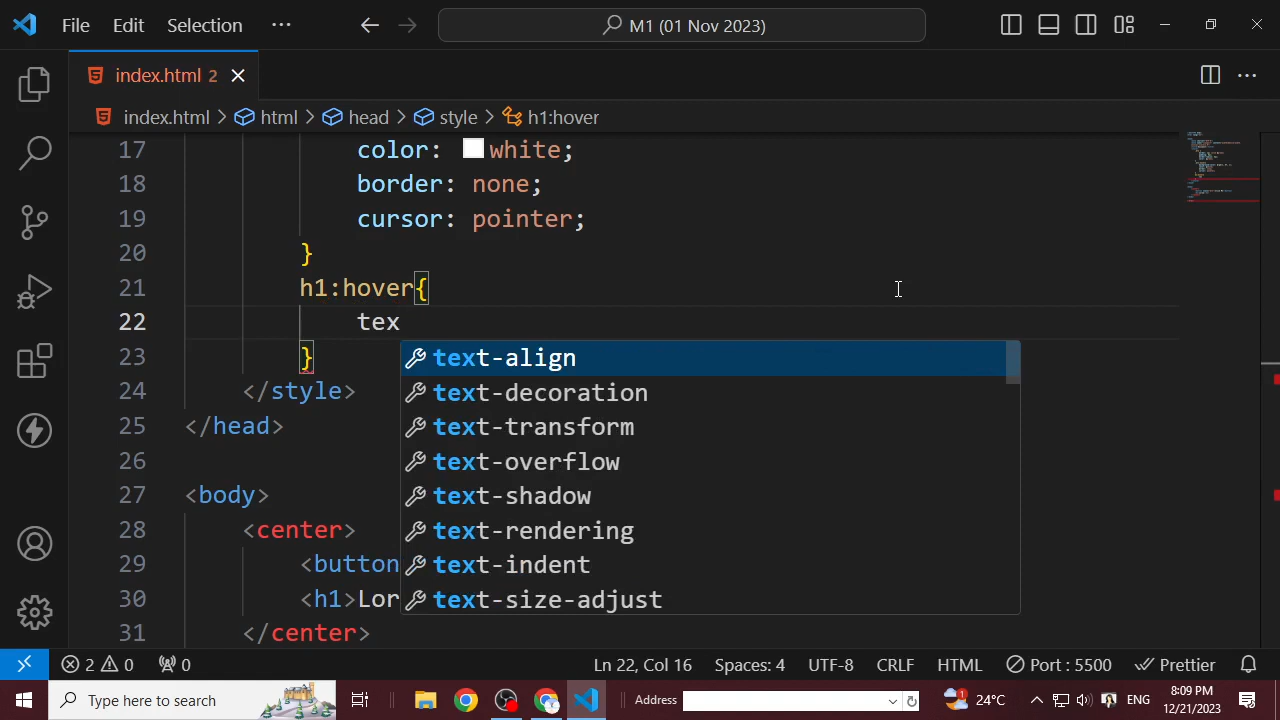 File Edit Selection ··· M1 (01 Nov 2023)
index.html 2
index.html > html > head > style > h1:hover
17 color: white;
18 border: none;
19 cursor: pointer;
20 }
21 h1:hover{
22 tex
23 }
text-align
24 </style>
text-decoration
25 </head>
text-transform
26
text-overflow
27 <body>
text-shadow
28 <center>
text-rendering
29 <button
text-indent
30 <h1>Lor
text-size-adjust
31 </center>
2 0 0 Ln 22, Col 16 Spaces: 4 UTF-8 CRLF HTML Port : 5500 Prettier
Type here to search Address 24°C ENG 8:09 PM
12/21/2023